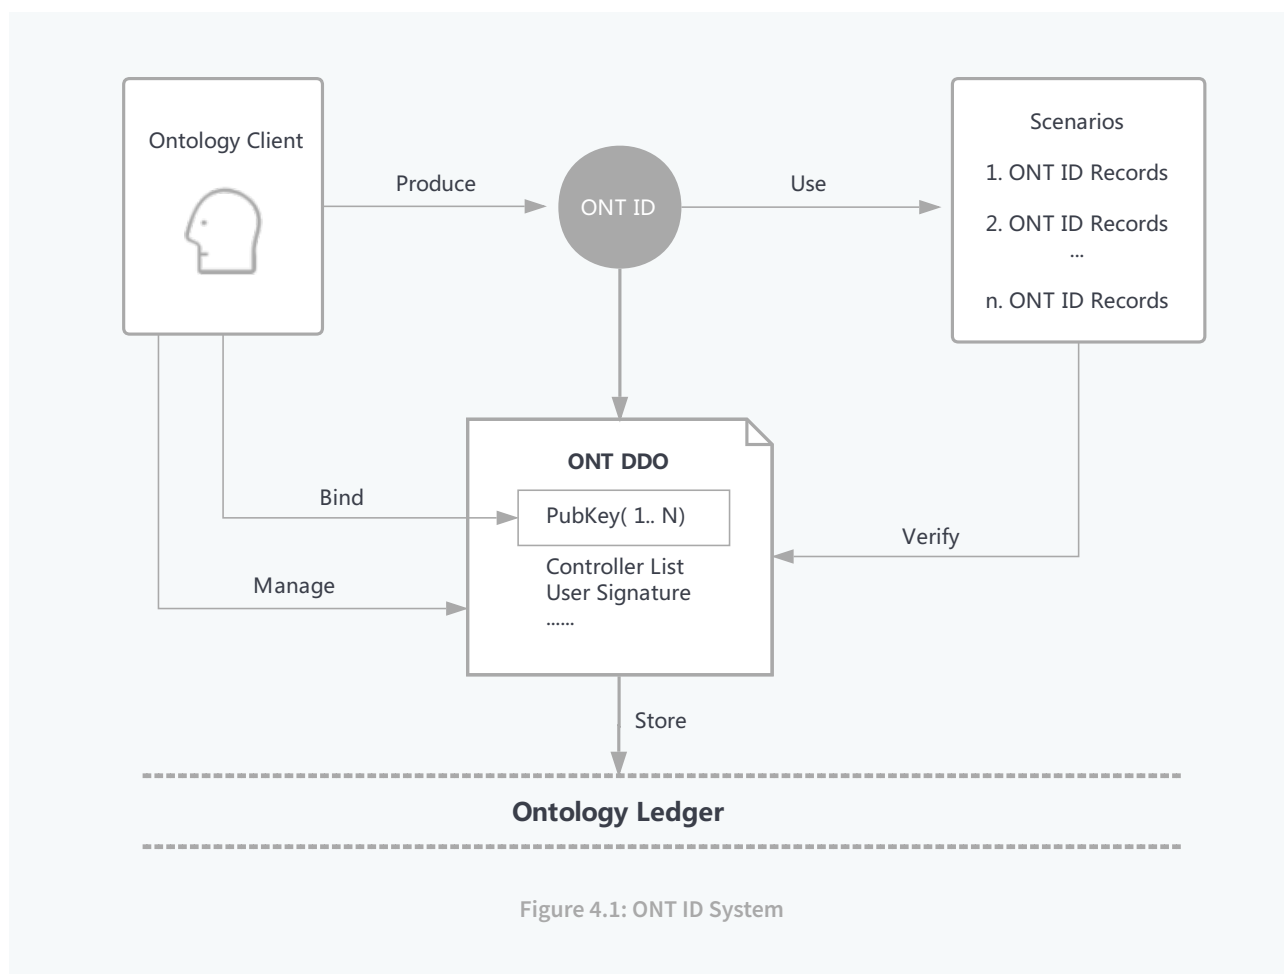 Ontology Client
Produce
ONT ID
Use
Scenarios
1. ONT ID Records
2. ONT ID Records
...
n. ONT ID Records
ONT DDO
Bind
PubKey( 1.. N)
Verify
Controller List
Manage
User Signature
......
Store
Ontology Ledger
Figure 4.1: ONT ID System